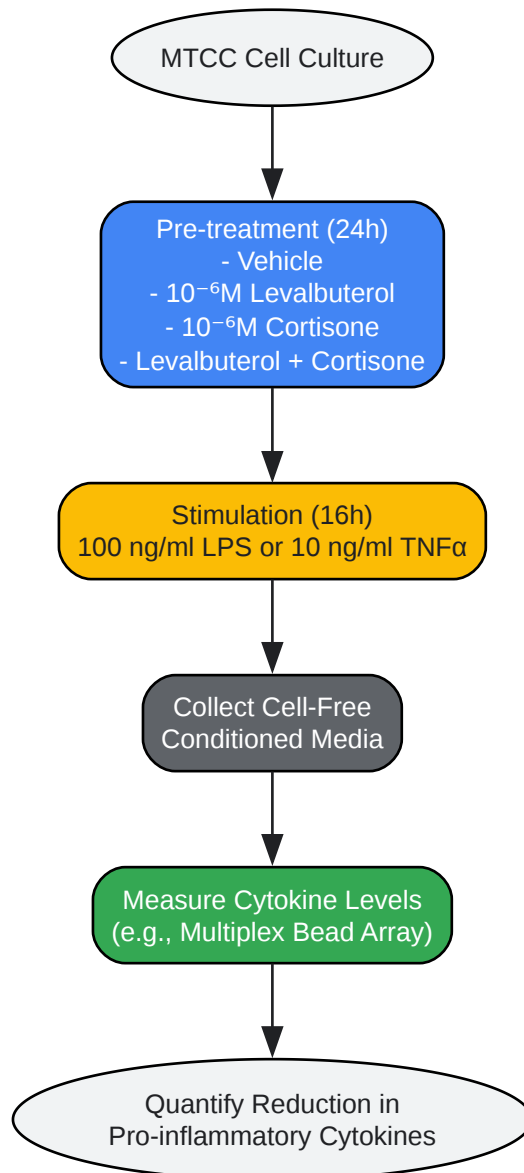 MTCC Cell Culture
Pre-treatment (24h)
- Vehicle
- 10⁻⁶M Levalbuterol
- 10⁻⁶M Cortisone
- Levalbuterol + Cortisone
Stimulation (16h)
100 ng/ml LPS or 10 ng/ml TNFα
Collect Cell-Free
Conditioned Media
Measure Cytokine Levels
(e.g., Multiplex Bead Array)
Quantify Reduction in
Pro-inflammatory Cytokines